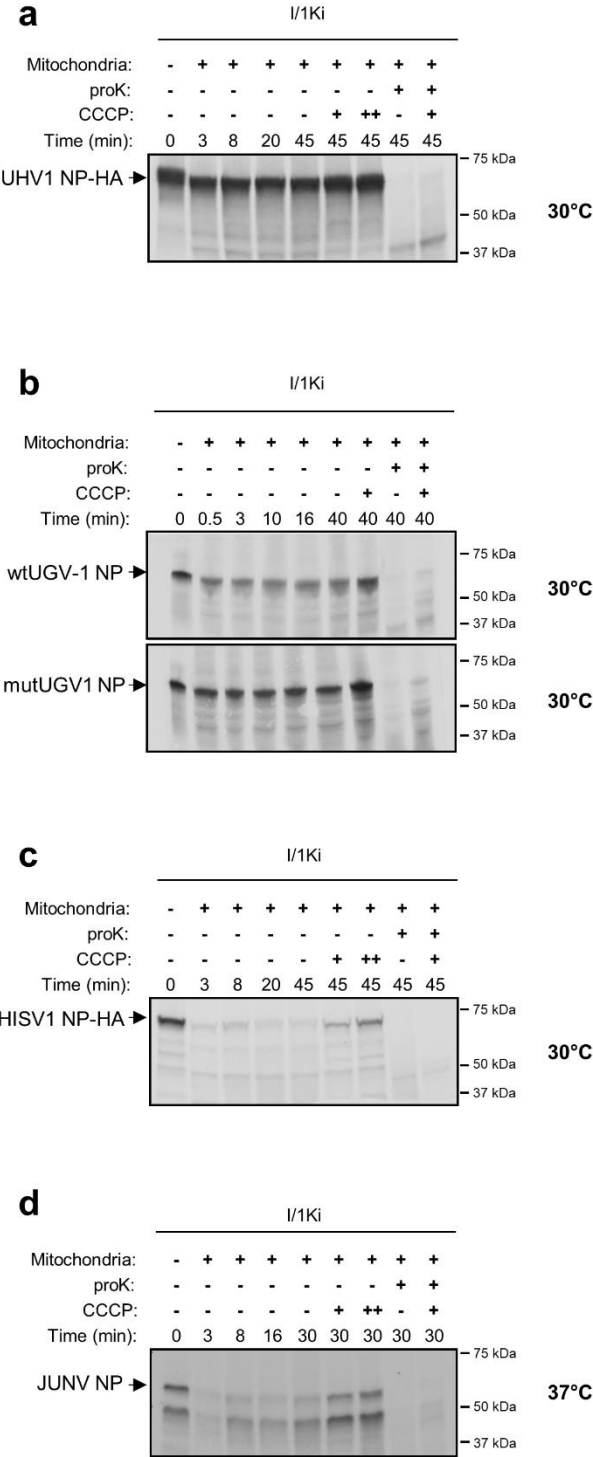 a
I/1Ki
Mitochondria: - + + + + + + + +
proK: - - - - - - - + +
CCCP: - - - - - + ++ - +
Time (min): 0 3 8 20 45 45 45 45 45
75 kDa
UHV1 NP-HA
50 kDa
30°C
37 kDa
b
I/1Ki
Mitochondria: - + + + + + + + +
proK: - - - - - - - + +
CCCP: - - - - - - + - +
Time (min): 0 0.5 3 10 16 40 40 40 40
75 kDa
wtUGV-1 NP
50 kDa
30°C
37 kDa
75 kDa
mutUGV1 NP
50 kDa
30°C
37 kDa
c
I/1Ki
Mitochondria: - + + + + + + + +
proK: - - - - - - - + +
CCCP: - - - - - + ++ - +
Time (min): 0 3 8 20 45 45 45 45 45
75 kDa
HISV1 NP-HA
50 kDa
30°C
37 kDa
d
I/1Ki
Mitochondria: - + + + + + + + +
proK: - - - - - - - + +
CCCP: - - - - - + ++ - +
Time (min): 0 3 8 16 30 30 30 30 30
75 kDa
JUNV NP
50 kDa
37°C
37 kDa